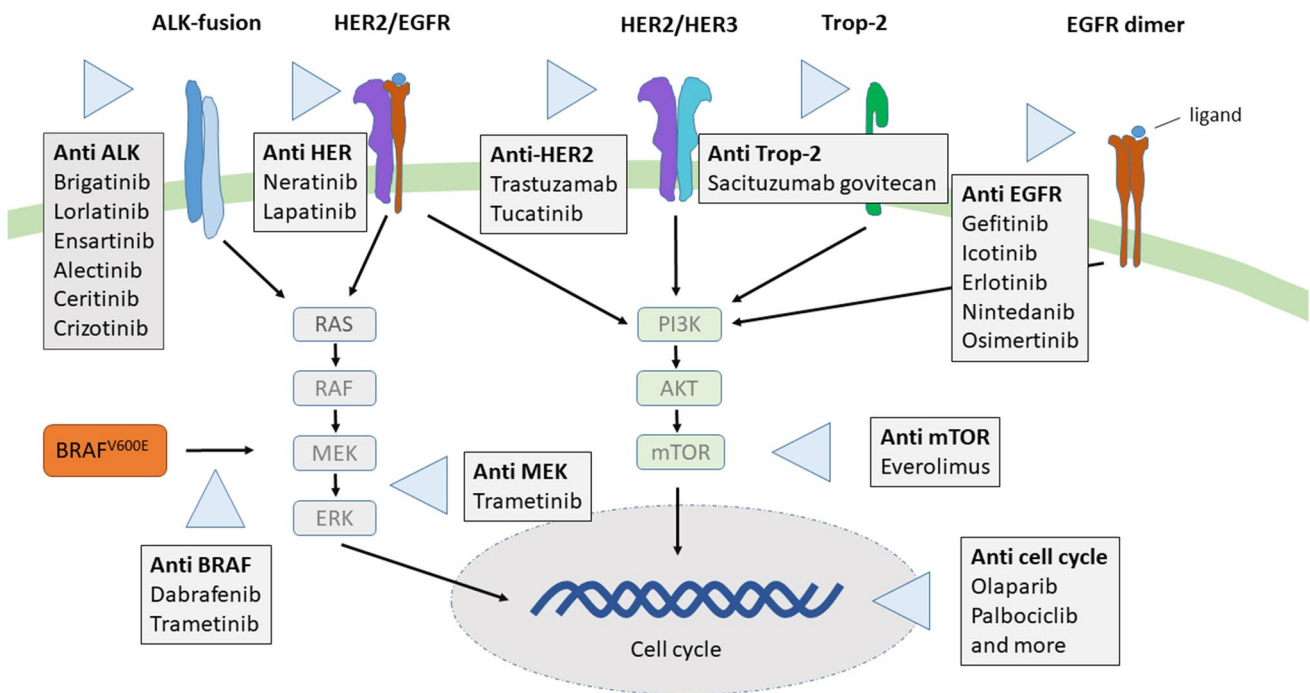 ALK-fusion
HER2/EGFR
HER2/HER3
Trop-2
EGFR dimer
ligand
Anti ALK
Brigatinib
Lorlatinib
Ensartinib
Alectinib
Ceritinib
Crizotinib
Anti HER
Neratinib
Lapatinib
Anti-HER2
Trastuzamab
Tucatinib
Anti Trop-2
Sacituzumab govitecan
Anti EGFR
Gefitinib
Icotinib
Erlotinib
Nintedanib
Osimertinib
RAS
RAF
MEK
ERK
PI3K
AKT
mTOR
BRAFV600E
Anti MEK
Trametinib
Anti mTOR
Everolimus
Anti BRAF
Dabrafenib
Trametinib
Anti cell cycle
Olaparib
Palbociclib
and more
Cell cycle